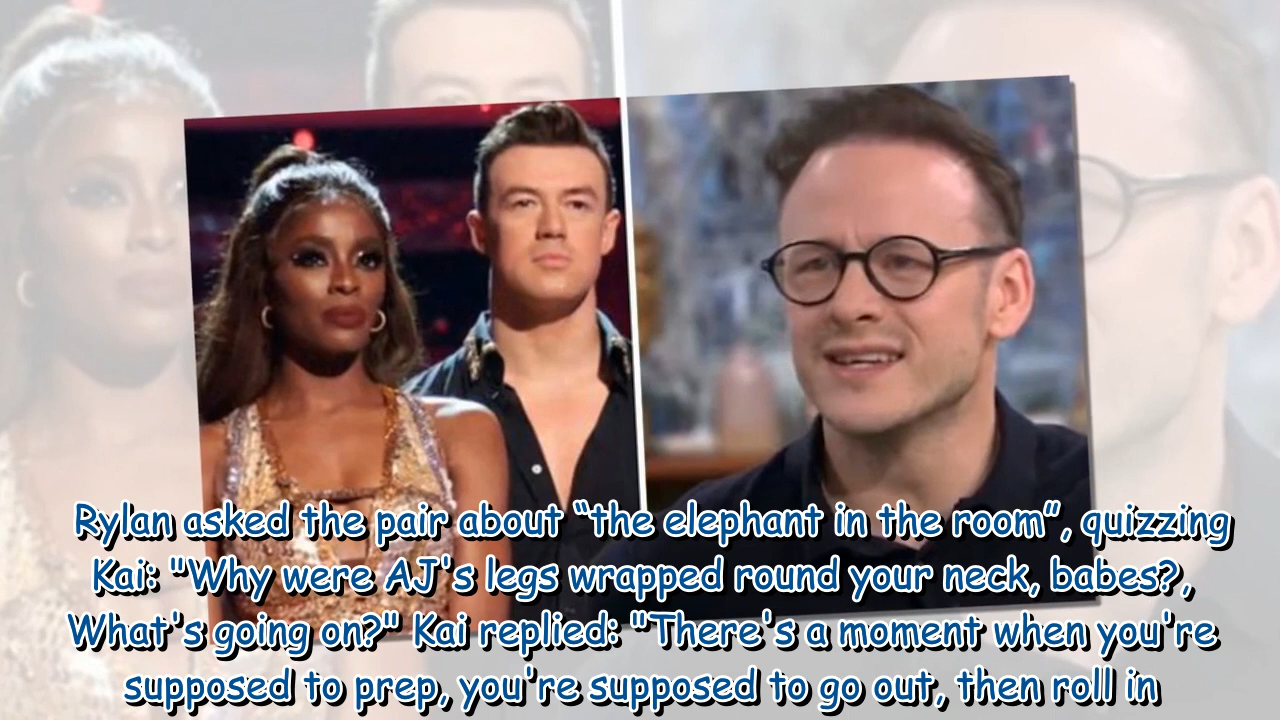 Rylan asked the pair about “the elephant in the room”, quizzing
Kai: "Why were AJ's legs wrapped round your neck, babes?,
What's going on?" Kai replied: "There's a moment when you're
supposed to prep, you're supposed to go out, then roll in